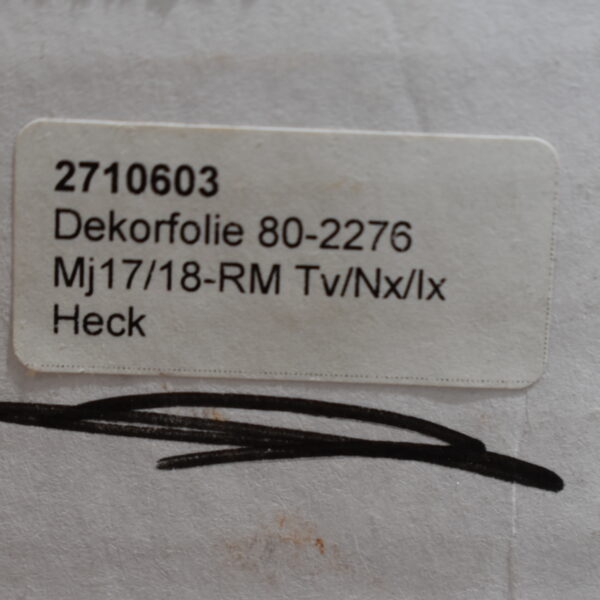 2710603
Dekorfolie 80-2276
Mj17/18-RM Tv/Nx/Ix
Heck